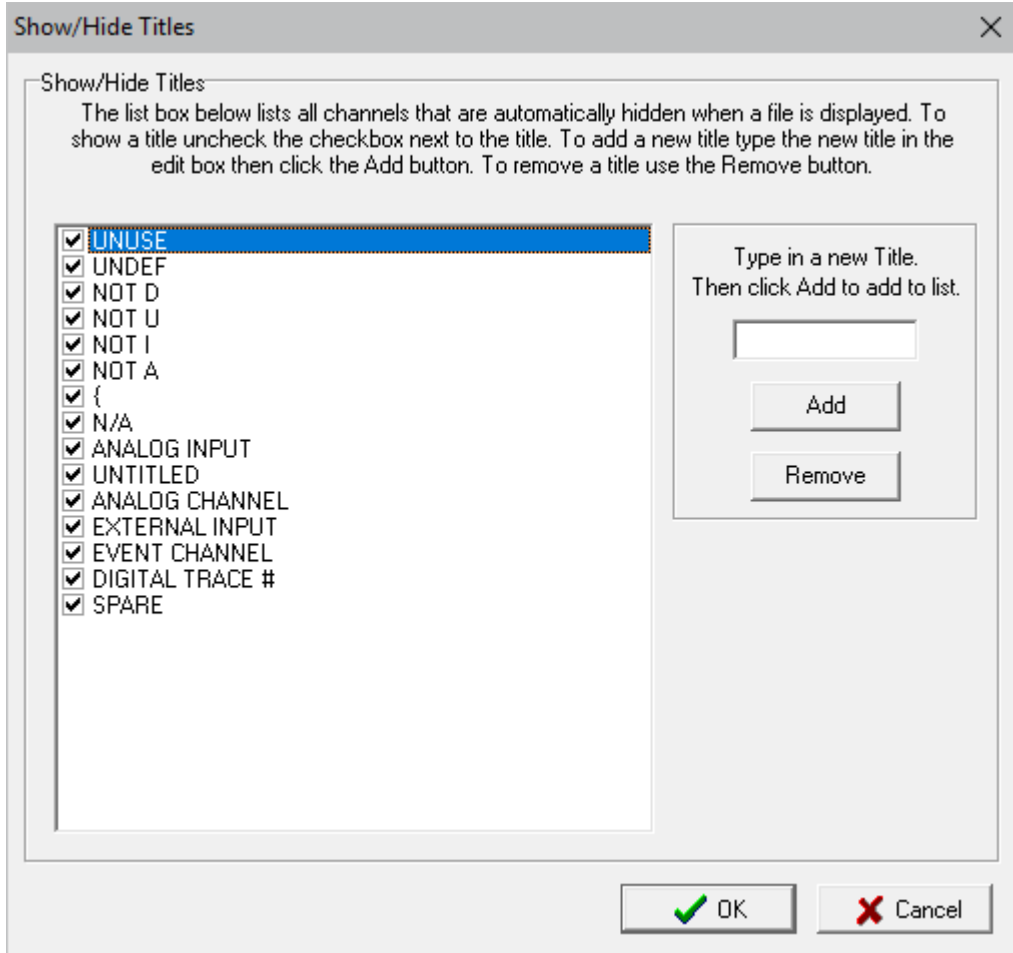 Show/Hide Titles
Show/Hide Titles
The list box below lists all channels that are automatically hidden when a file is displayed. To
show a title uncheck the checkbox next to the title. To add a new title type the new title in the
edit box then click the Add button. To remove a title use the Remove button.
UNUSE
UNDEF
NOT D
NOT U
NOT I
NOT A
{
N/A
ANALOG INPUT
UNTITLED
ANALOG CHANNEL
EXTERNAL INPUT
EVENT CHANNEL
DIGITAL TRACE #
SPARE
Type in a new Title.
Then click Add to add to list.
Add
Remove
OK
Cancel